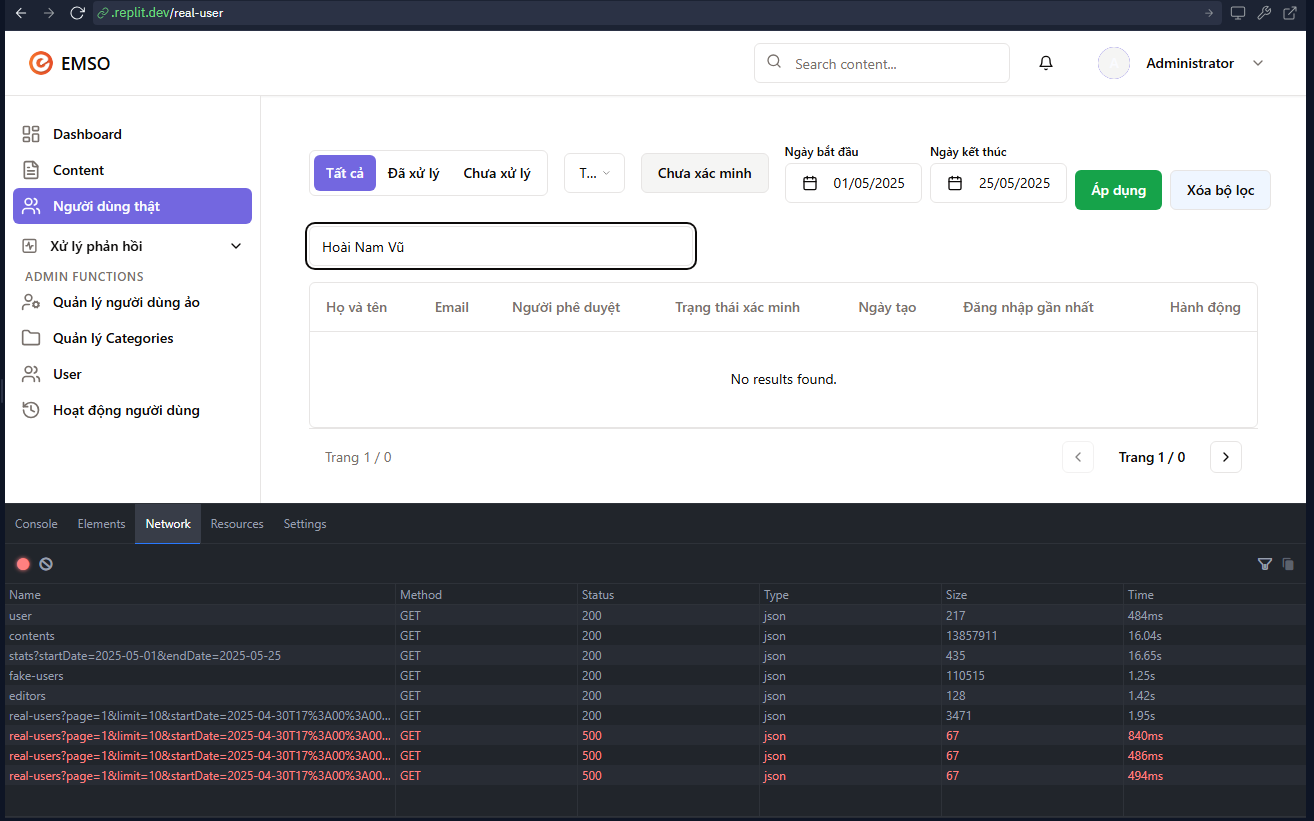 .replit.dev/real-user
EMSO
Search content...
Administrator
Dashboard
Content
Người dùng thật
Xử lý phản hồi
ADMIN FUNCTIONS
Quản lý người dùng ảo
Quản lý Categories
User
Hoạt động người dùng
Tất cả Đã xử lý Chưa xử lý T... Chưa xác minh
Ngày bắt đầu Ngày kết thúc
01/05/2025 25/05/2025 Áp dụng Xóa bộ lọc
Hoài Nam Vũ
Họ và tên Email Người phê duyệt Trạng thái xác minh Ngày tạo Đăng nhập gần nhất Hành động
No results found.
Trang 1 / 0 Trang 1 / 0
Console Elements Network Resources Settings
Name Method Status Type Size Time
user GET 200 json 217 484ms
contents GET 200 json 13857911 16.04s
stats?startDate=2025-05-01&endDate=2025-05-25 GET 200 json 435 16.65s
fake-users GET 200 json 110515 1.25s
editors GET 200 json 128 1.42s
real-users?page=1&limit=10&startDate=2025-04-30T17%3A00%3A00... GET 200 json 3471 1.95s
real-users?page=1&limit=10&startDate=2025-04-30T17%3A00%3A00... GET 500 json 67 840ms
real-users?page=1&limit=10&startDate=2025-04-30T17%3A00%3A00... GET 500 json 67 486ms
real-users?page=1&limit=10&startDate=2025-04-30T17%3A00%3A00... GET 500 json 67 494ms